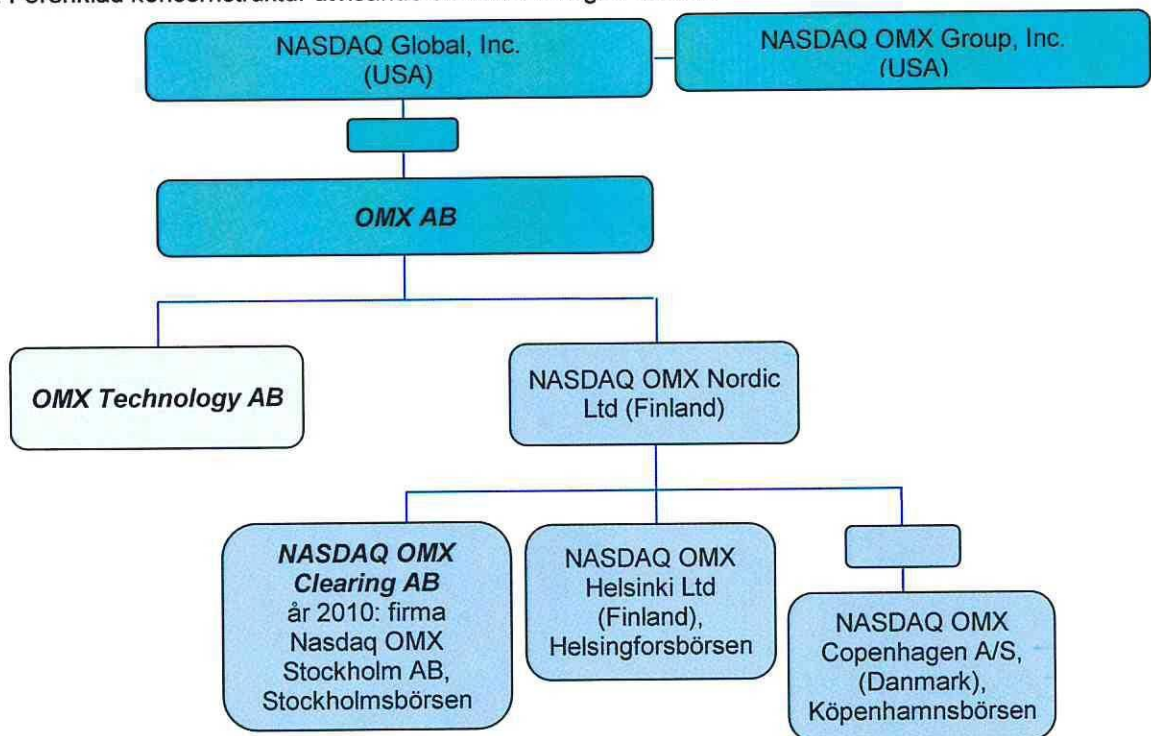 koncernstruktur
NASDAQ Global, Inc.
(USA)
NASDAQ OMX Group, Inc.
(USA)
OMX AB
OMX Technology AB
NASDAQ OMX Nordic
Ltd (Finland)
NASDAQ OMX
Clearing AB
år 2010: firma
Nasdaq OMX
Stockholm AB,
Stockholmsbörsen
NASDAQ OMX
Helsinki Ltd
(Finland),
Helsingforsbörsen
NASDAQ OMX
Copenhagen A/S,
(Danmark),
Köpenhamnsbörsen